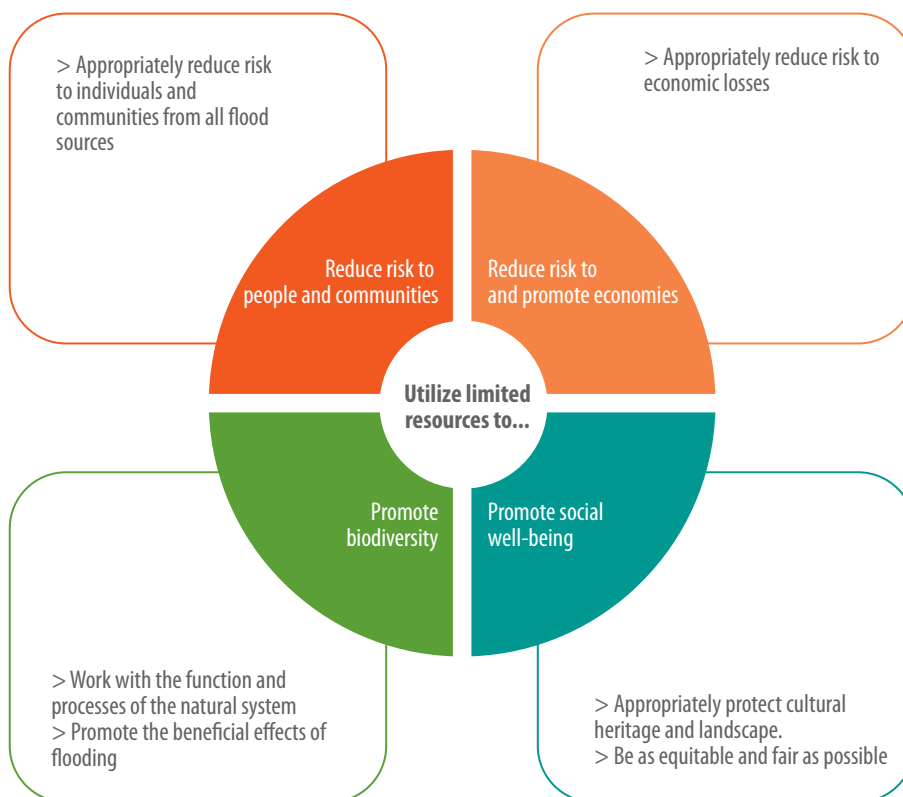 > Appropriately reduce risk
to individuals and
communities from all flood
sources
> Appropriately reduce risk to
economic losses
Reduce risk to
people and communities
Reduce risk to
and promote economies
Utilize limited
resources to...
Promote
biodiversity
Promote social
well-being
> Work with the function and
processes of the natural system
> Promote the beneficial effects of
flooding
> Appropriately protect cultural
heritage and landscape.
> Be as equitable and fair as possible